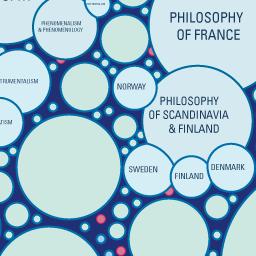 PHENOMENALISM
& PHENOMENOLOGY
PHILOSOPHY
OF FRANCE
NORWAY
PHILOSOPHY
OF SCANDINAVIA
& FINLAND
SWEDEN
FINLAND
DENMARK